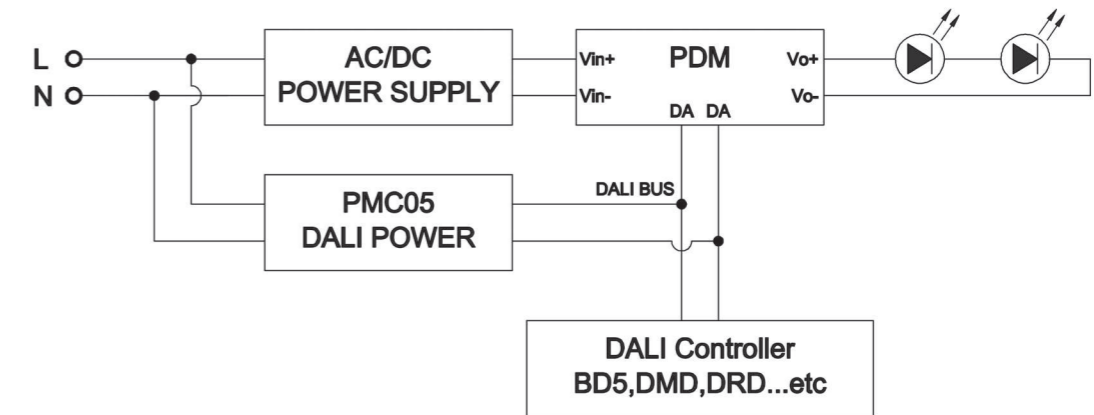 L
N
AC/DC
POWER SUPPLY
Vin+
Vin-
PDM
Vo+
Vo-
DA DA
DALI BUS
PMC05
DALI POWER
DALI Controller
BD5,DMD,DRD...etc